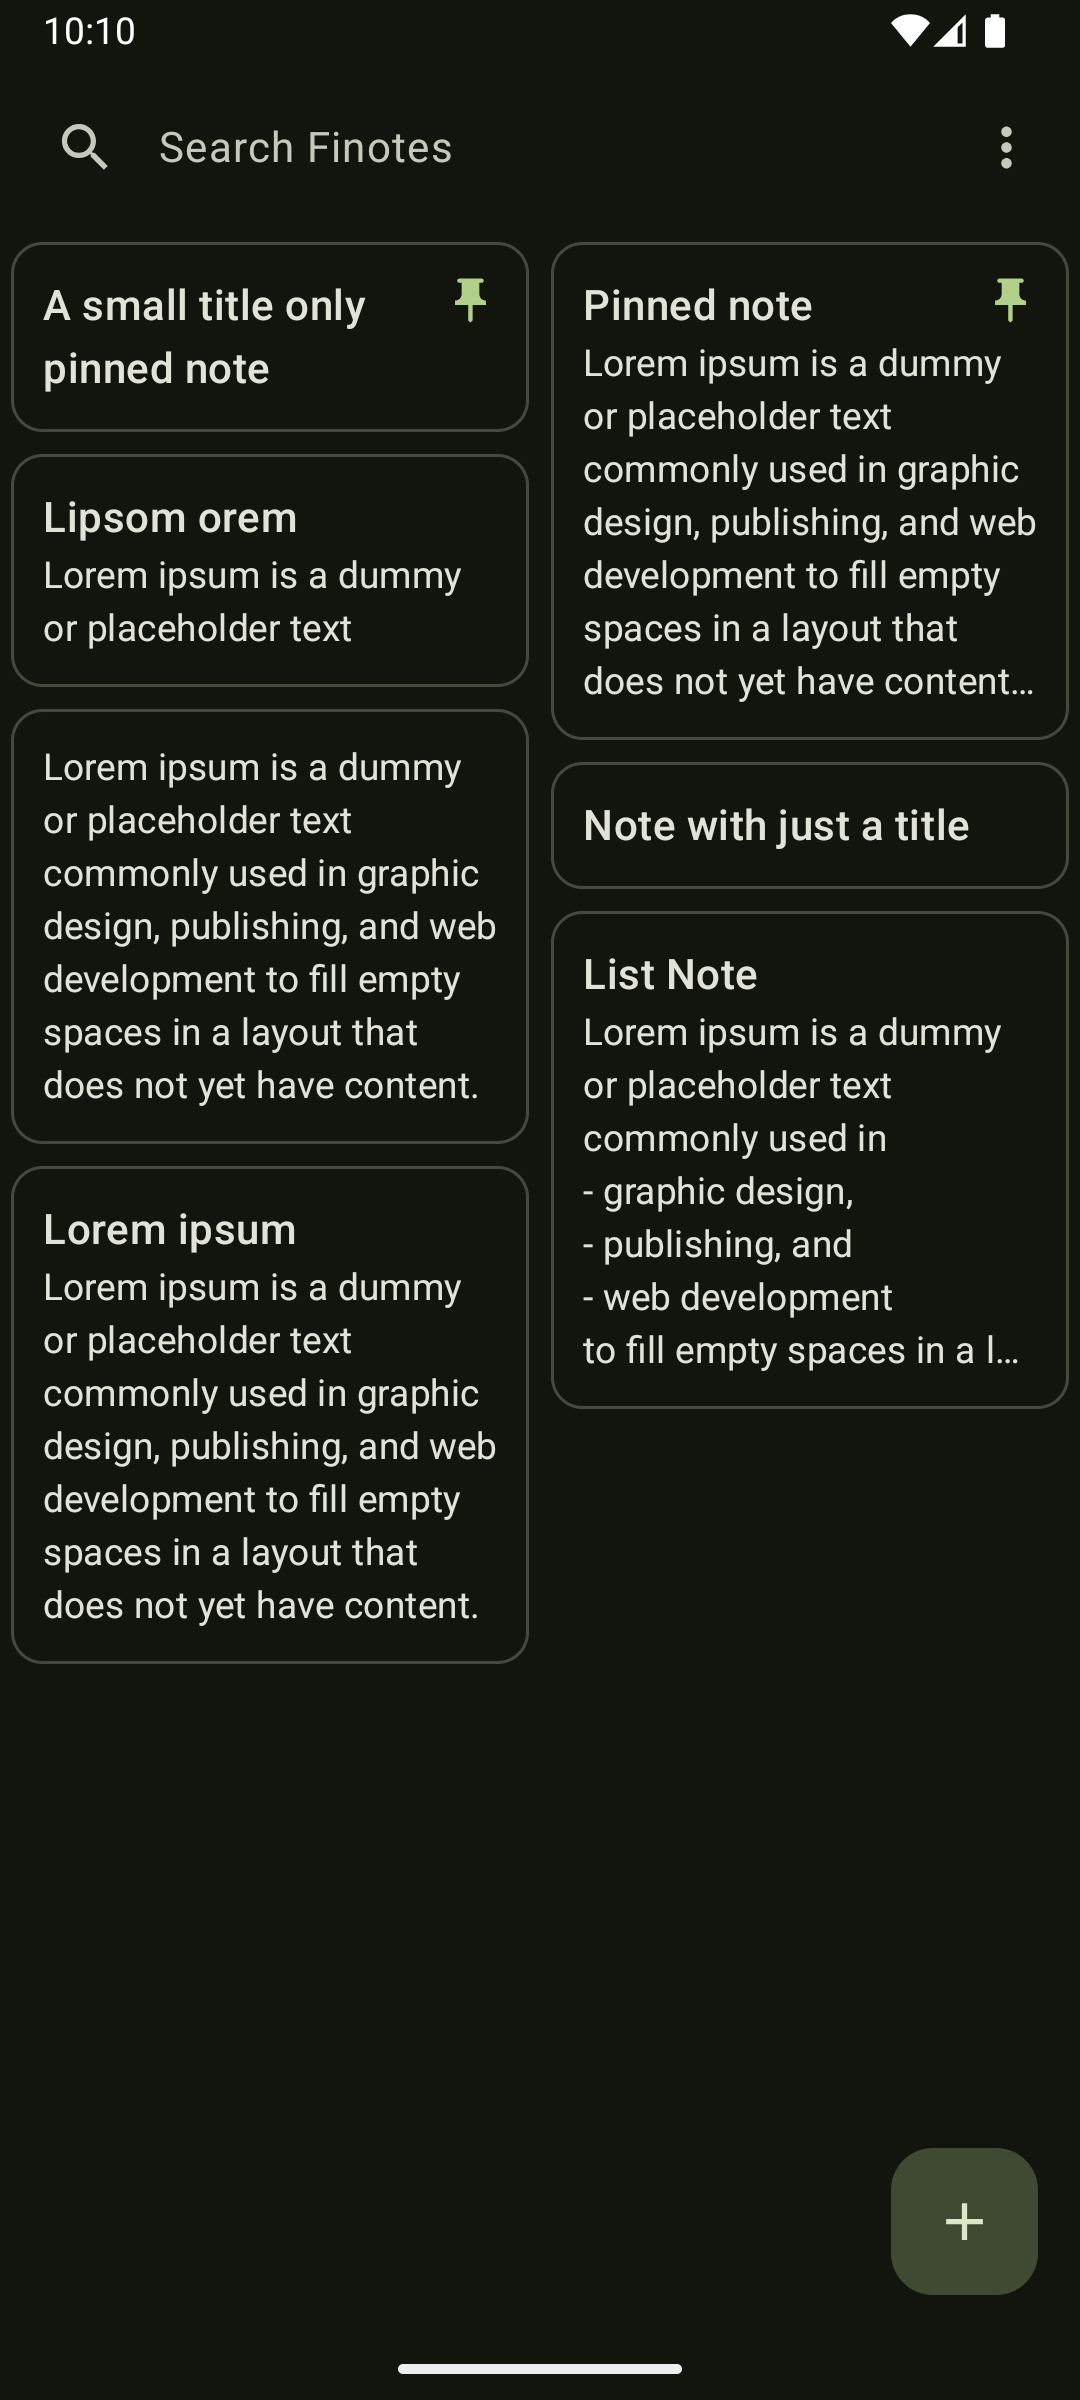 10:10
Search Finotes
A small title only
pinned note
Lipsom orem
Lorem ipsum is a dummy
or placeholder text
Lorem ipsum is a dummy
or placeholder text
commonly used in graphic
design, publishing, and web
development to fill empty
spaces in a layout that
does not yet have content.
Lorem ipsum
Lorem ipsum is a dummy
or placeholder text
commonly used in graphic
design, publishing, and web
development to fill empty
spaces in a layout that
does not yet have content.
Pinned note
Lorem ipsum is a dummy
or placeholder text
commonly used in graphic
design, publishing, and web
development to fill empty
spaces in a layout that
does not yet have content…
Note with just a title
List Note
Lorem ipsum is a dummy
or placeholder text
commonly used in
- graphic design,
- publishing, and
- web development
to fill empty spaces in a l…